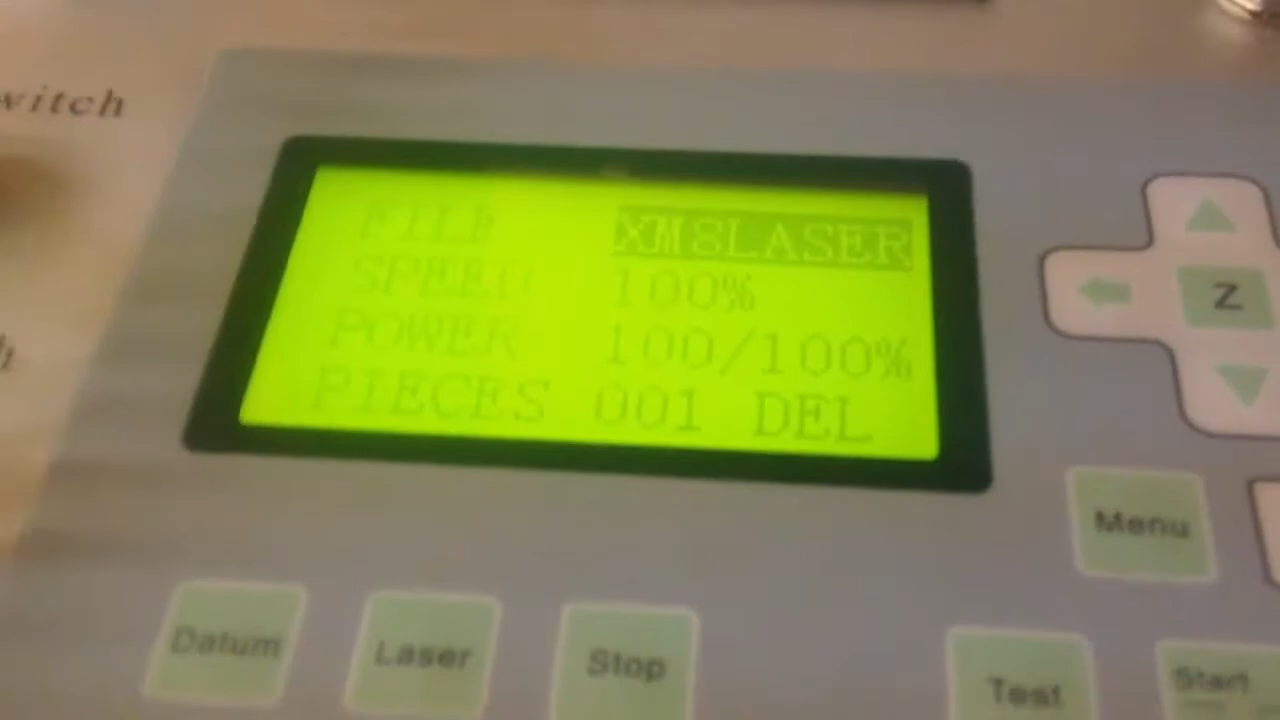 witch
FILE XM8LASER
SPEED 100%
POWER 100/100%
PIECES 001 DEL
Z
Menu
Datum Laser Stop Test Start